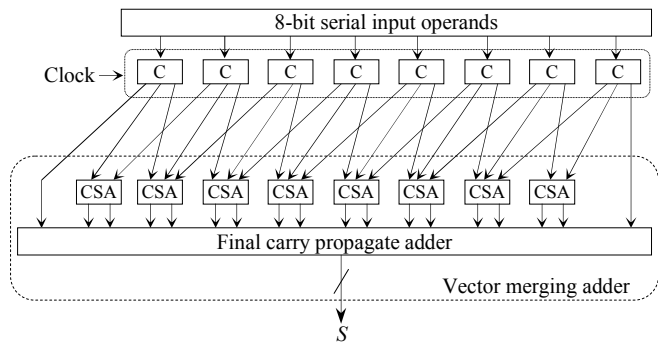 8-bit serial input operands
Clock
C C C C C C C C
CSA CSA CSA CSA CSA CSA CSA CSA
Final carry propagate adder
Vector merging adder
S